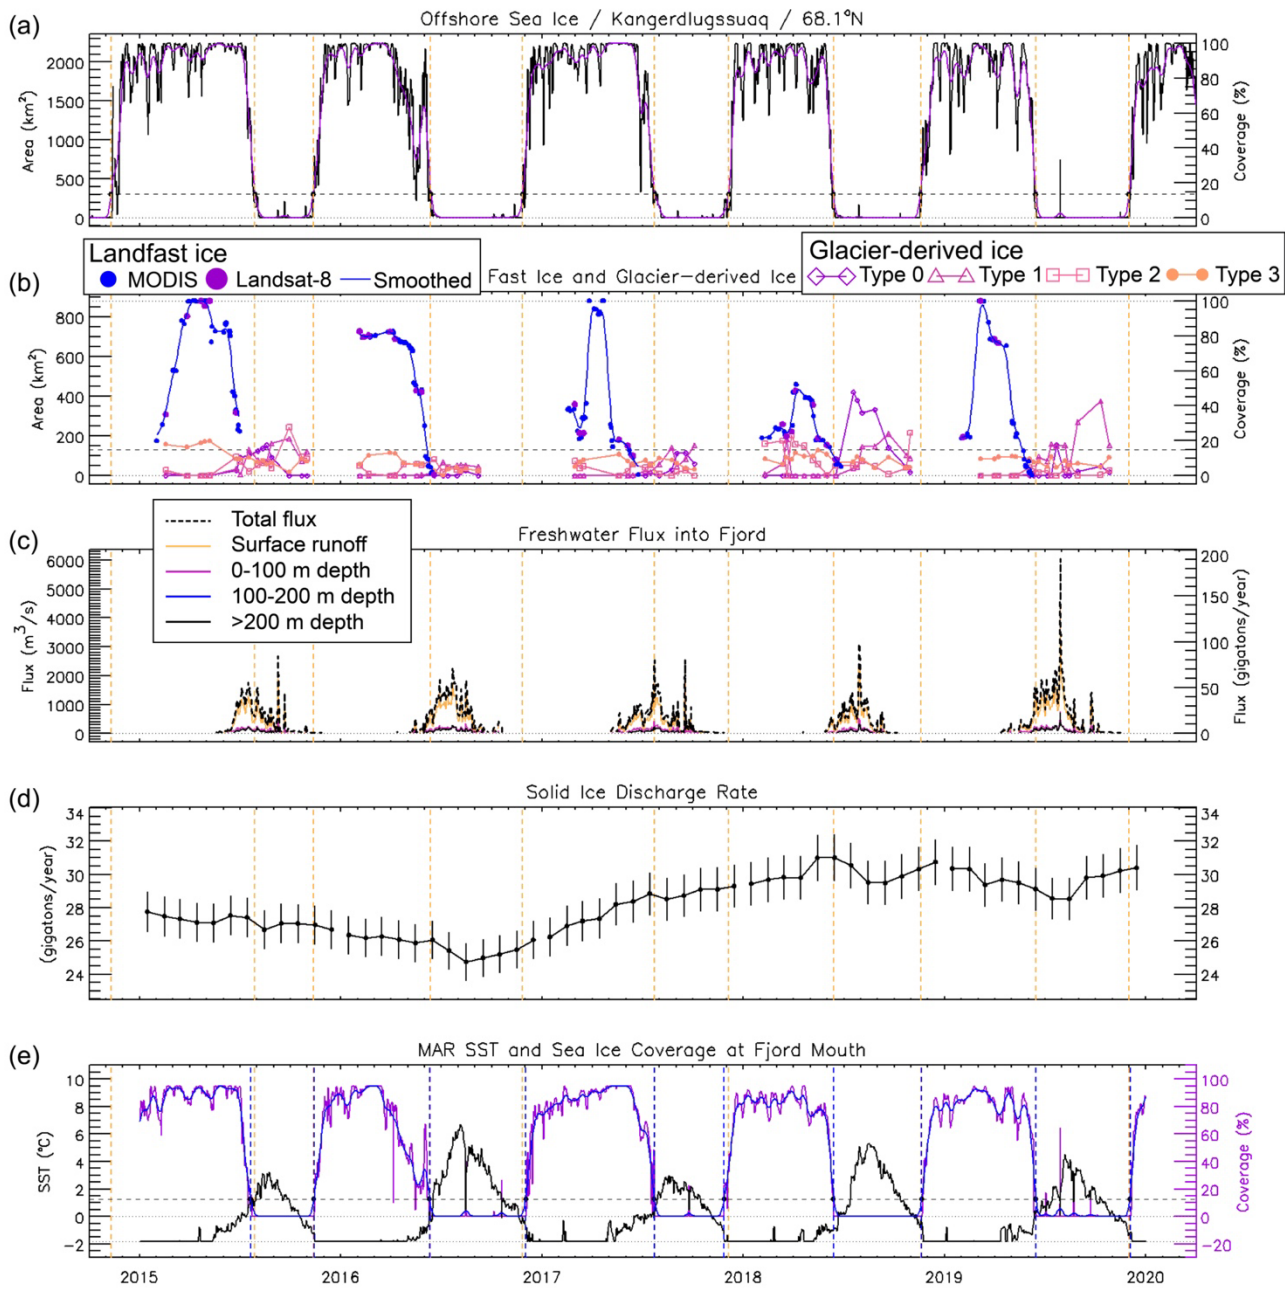 (a)
Offshore Sea Ice / Kangerdlugssuaq / 68.1°N
2000
1500
1000
500
0
Area (km²)
100
80
60
40
20
0
Coverage (%)
Landfast ice
MODIS Landsat-8 Smoothed
Glacier-derived ice
Type 0 Type 1 Type 2 Type 3
(b)
Fast Ice and Glacier-derived Ice
800
600
400
200
0
Area (km²)
100
80
60
40
20
0
Coverage (%)
Total flux
Surface runoff
0-100 m depth
100-200 m depth
>200 m depth
(c)
Freshwater Flux into Fjord
6000
5000
4000
3000
2000
1000
0
Flux (m³/s)
200
150
100
50
0
Flux (gigatons/year)
(d)
Solid Ice Discharge Rate
34
32
30
28
26
24
(gigatons/year)
34
32
30
28
26
24
(e)
MAR SST and Sea Ice Coverage at Fjord Mouth
10
8
6
4
2
0
−2
SST (°C)
100
80
60
40
20
0
−20
Coverage (%)
2015 2016 2017 2018 2019 2020